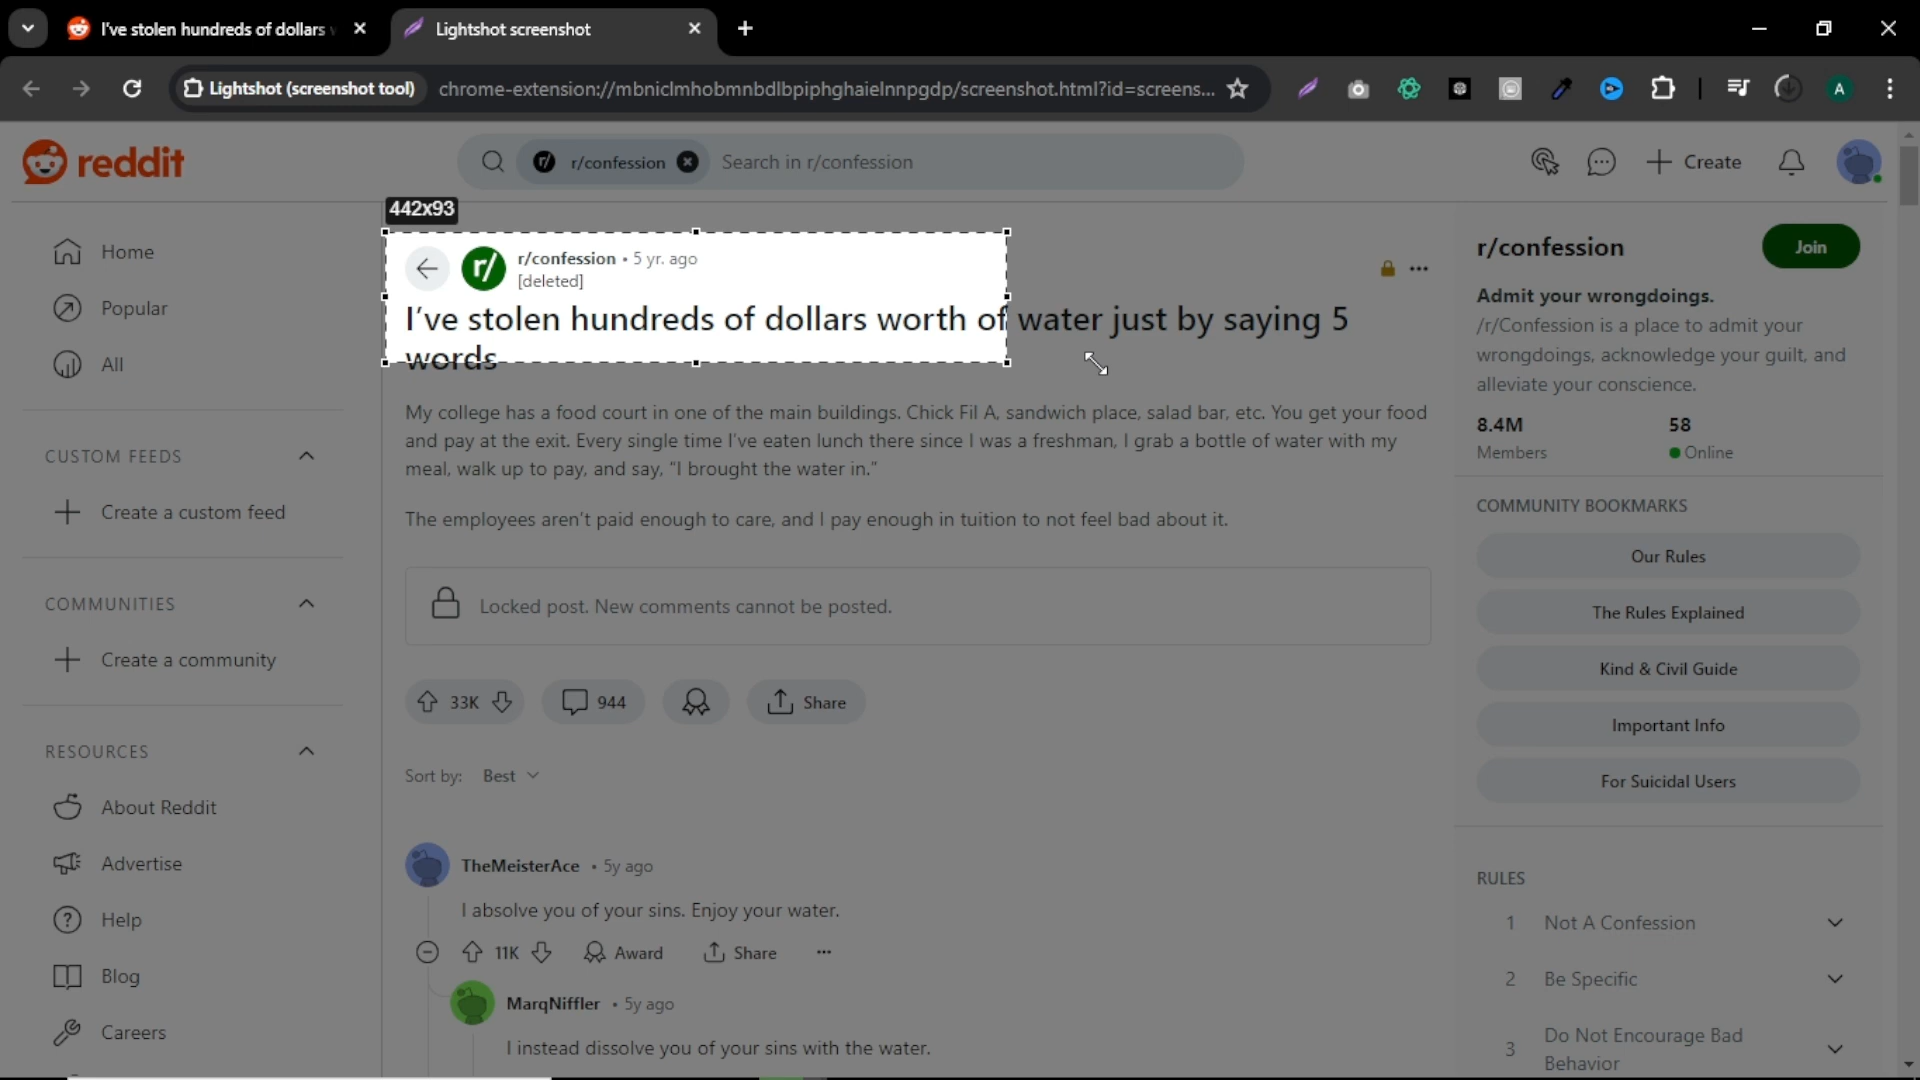 I've stolen hundreds of dollars
Lightshot screenshot
Lightshot (screenshot tool)
chrome-extension://mbniclmhobmnbdlbpiphghaielnnpgdp/screenshot.html?id=screens...
A
reddit
r/confession
Search in r/confession
Create
442x93
Home
Popular
All
CUSTOM FEEDS
Create a custom feed
COMMUNITIES
Create a community
RESOURCES
About Reddit
Advertise
Help
Blog
Careers
r/
r/confession • 5 yr. ago
[deleted]
I've stolen hundreds of dollars worth of water just by saying 5
words
My college has a food court in one of the main buildings. Chick Fil A, sandwich place, salad bar, etc. You get your food
and pay at the exit. Every single time I've eaten lunch there since I was a freshman, I grab a bottle of water with my
meal, walk up to pay, and say, "I brought the water in."
The employees aren't paid enough to care, and I pay enough in tuition to not feel bad about it.
Locked post. New comments cannot be posted.
33K
944
Share
Sort by: Best
TheMeisterAce • 5y ago
I absolve you of your sins. Enjoy your water.
11K
Award
Share
MarqNiffler • 5y ago
I instead dissolve you of your sins with the water.
r/confession
Join
Admit your wrongdoings.
/r/Confession is a place to admit your
wrongdoings, acknowledge your guilt, and
alleviate your conscience.
8.4M
58
Members
Online
COMMUNITY BOOKMARKS
Our Rules
The Rules Explained
Kind & Civil Guide
Important Info
For Suicidal Users
RULES
1 Not A Confession
2 Be Specific
3 Do Not Encourage Bad
Behavior